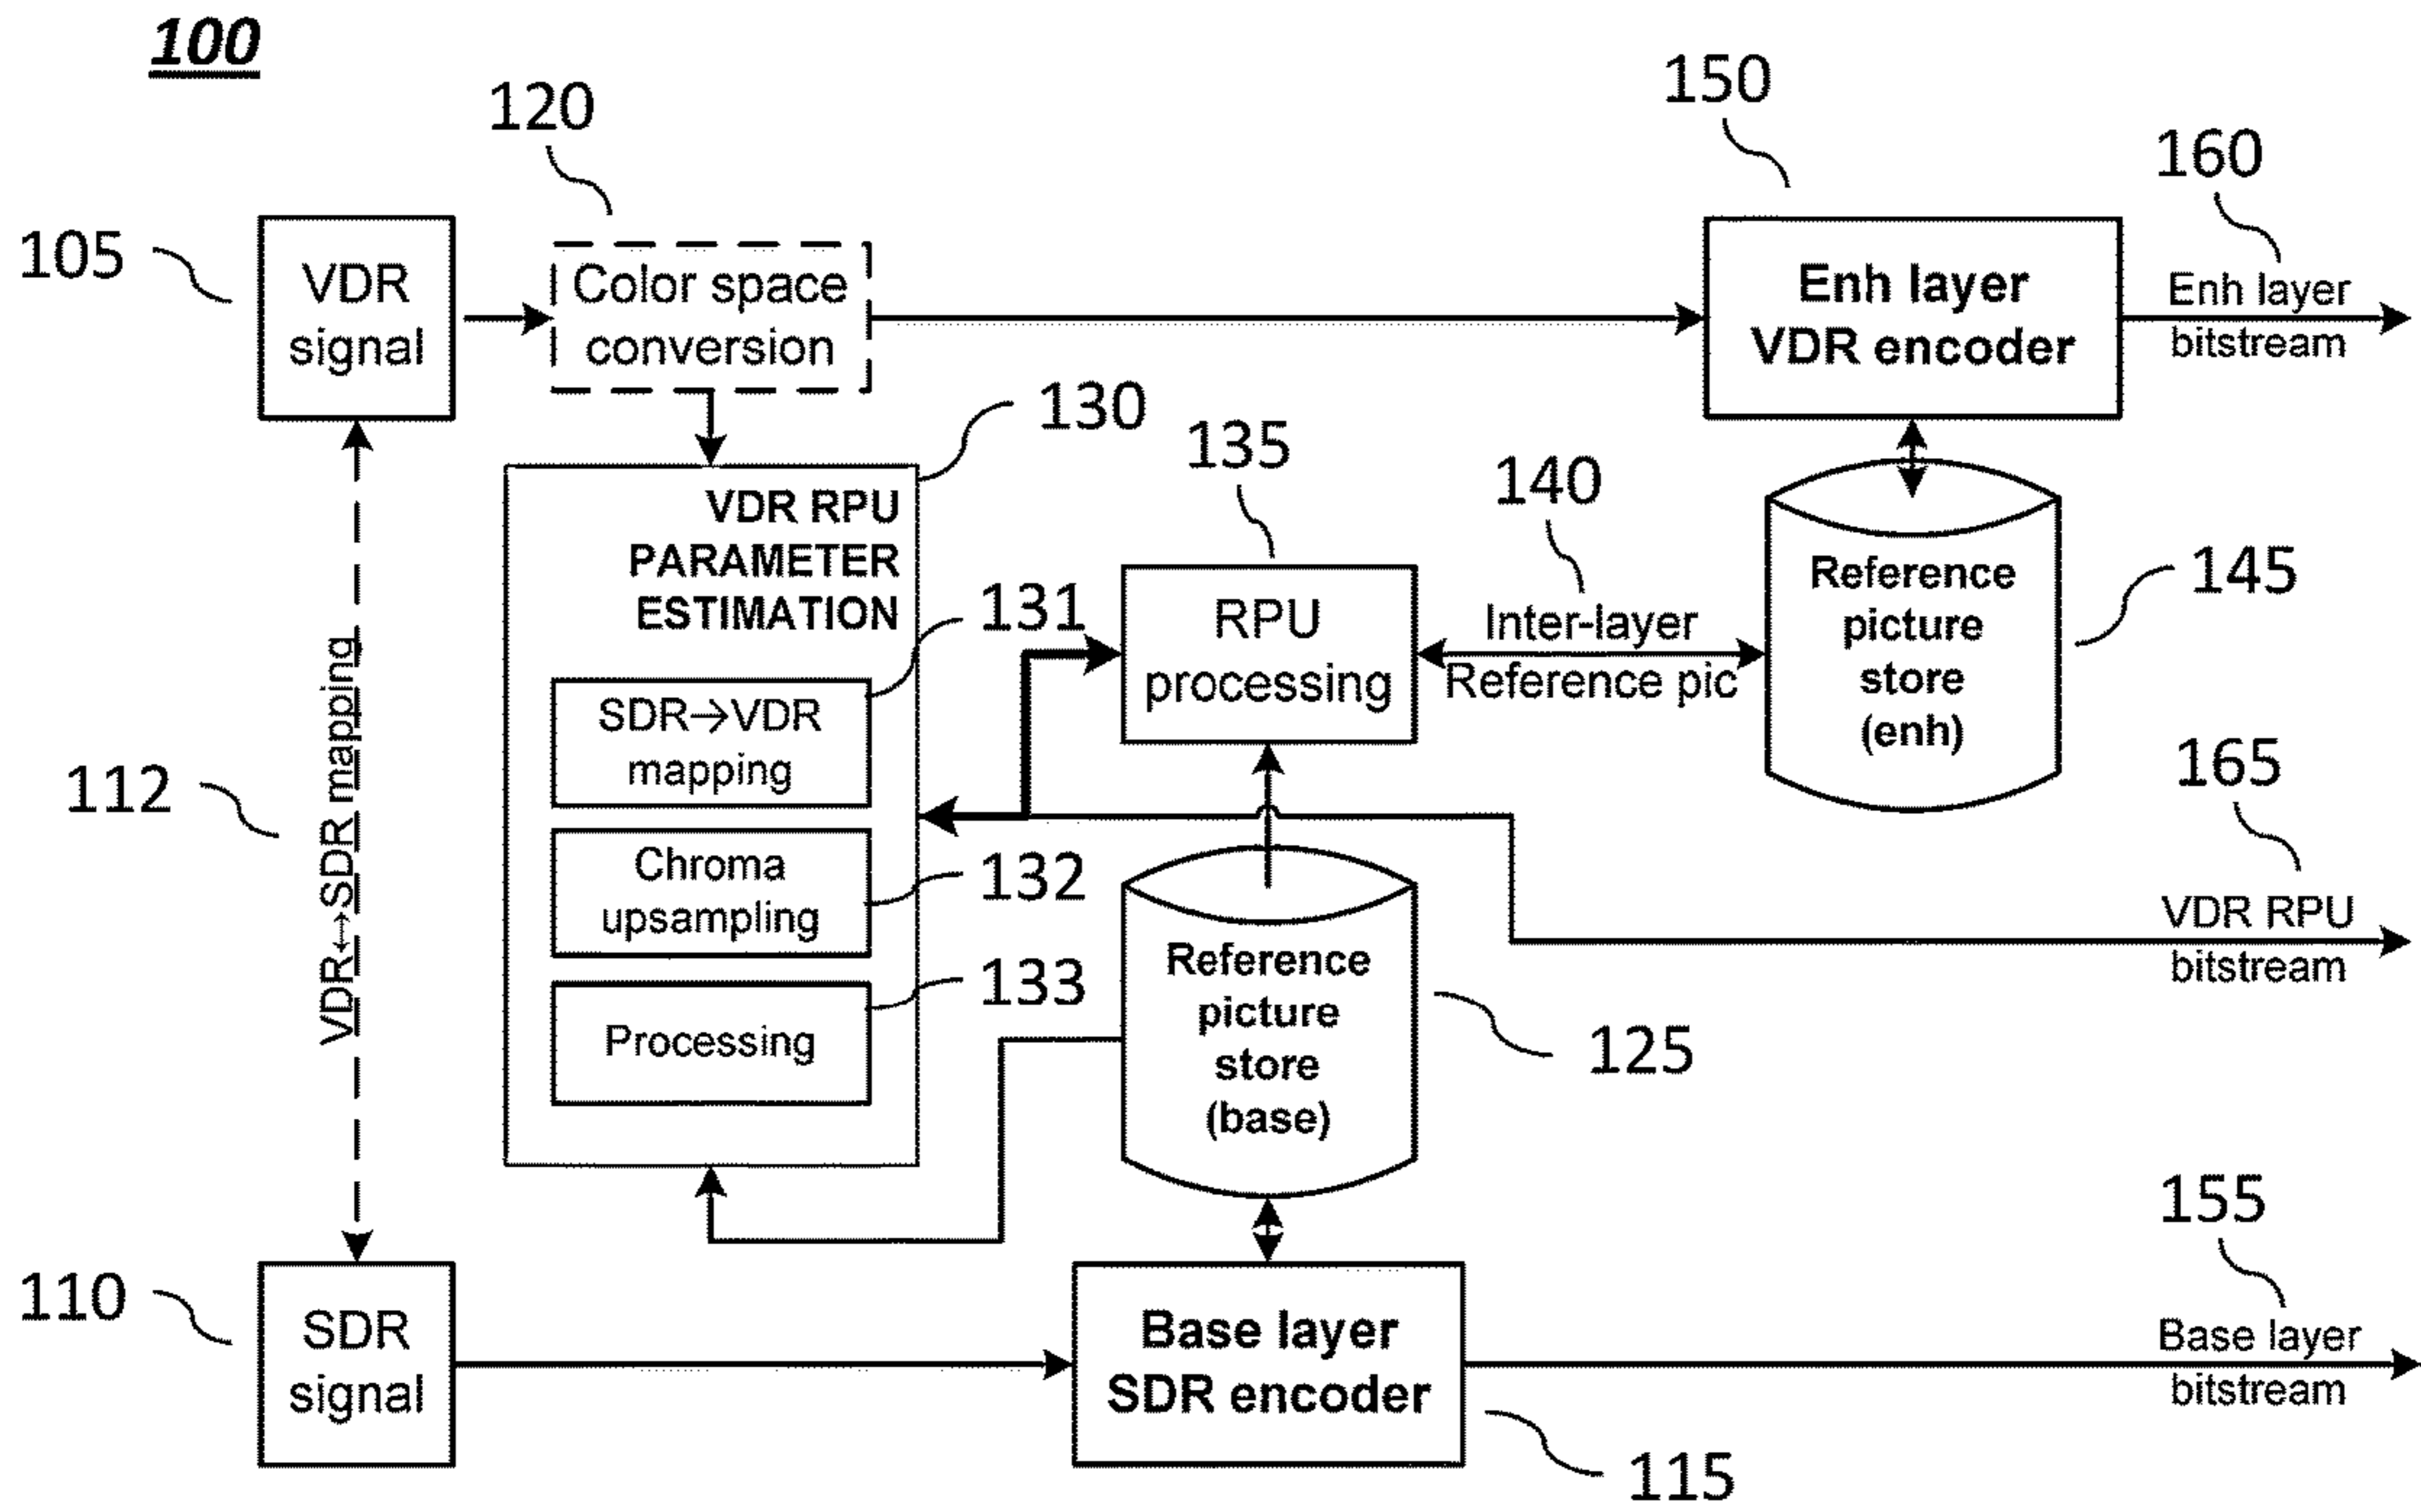 100
120
150
160
105
VDR
signal
Color space
conversion
Enh layer
VDR encoder
Enh layer
bitstream
130
135
140
145
VDR RPU
PARAMETER
ESTIMATION
131
SDR→VDR
mapping
RPU
processing
Inter-layer
Reference pic
Reference
picture
store
(enh)
112
VDR↔SDR mapping
165
VDR RPU
bitstream
Chroma
upsampling
132
Processing
133
Reference
picture
store
(base)
125
110
SDR
signal
Base layer
SDR encoder
115
155
Base layer
bitstream